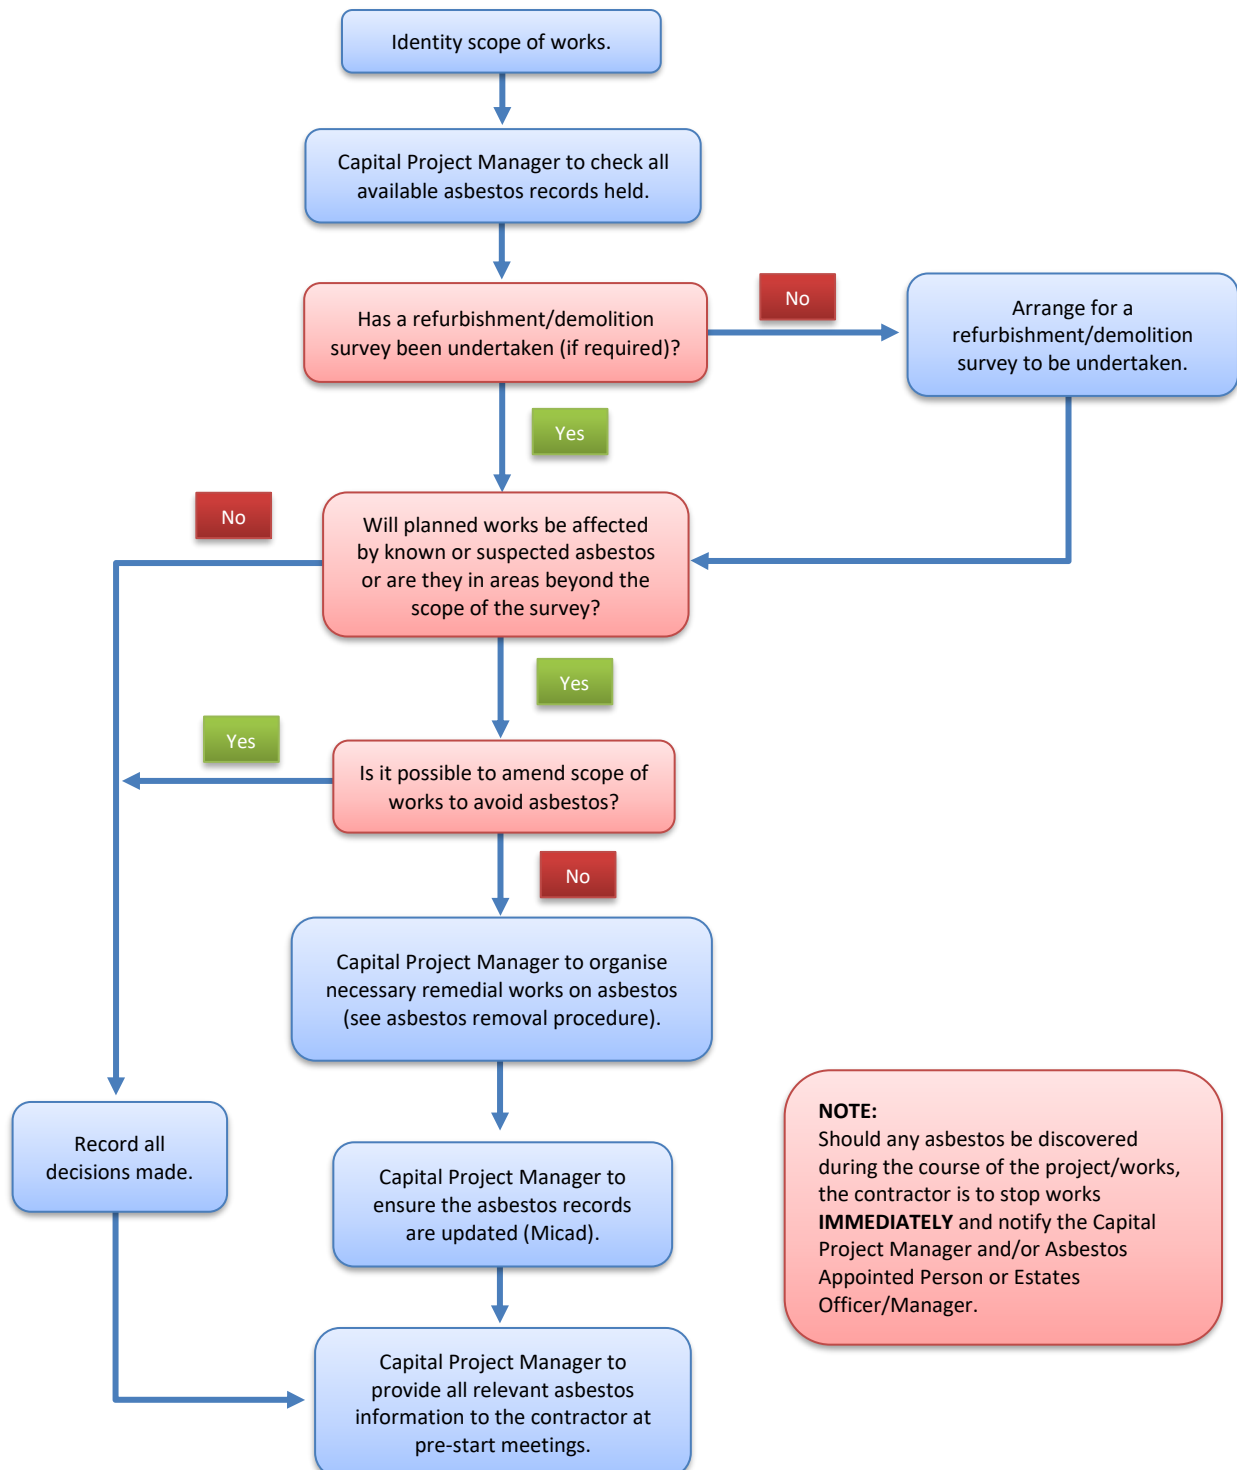 Identity scope of works.
Capital Project Manager to check all
available asbestos records held.
Has a refurbishment/demolition
survey been undertaken (if required)?
No
Arrange for a
refurbishment/demolition
survey to be undertaken.
Yes
No
Will planned works be affected
by known or suspected asbestos
or are they in areas beyond the
scope of the survey?
Yes
Yes
Is it possible to amend scope of
works to avoid asbestos?
No
Capital Project Manager to organise
necessary remedial works on asbestos
(see asbestos removal procedure).
Record all
decisions made.
Capital Project Manager to
ensure the asbestos records
are updated (Micad).
NOTE:
Should any asbestos be discovered
during the course of the project/works,
the contractor is to stop works
IMMEDIATELY and notify the Capital
Project Manager and/or Asbestos
Appointed Person or Estates
Officer/Manager.
Capital Project Manager to
provide all relevant asbestos
information to the contractor at
pre-start meetings.